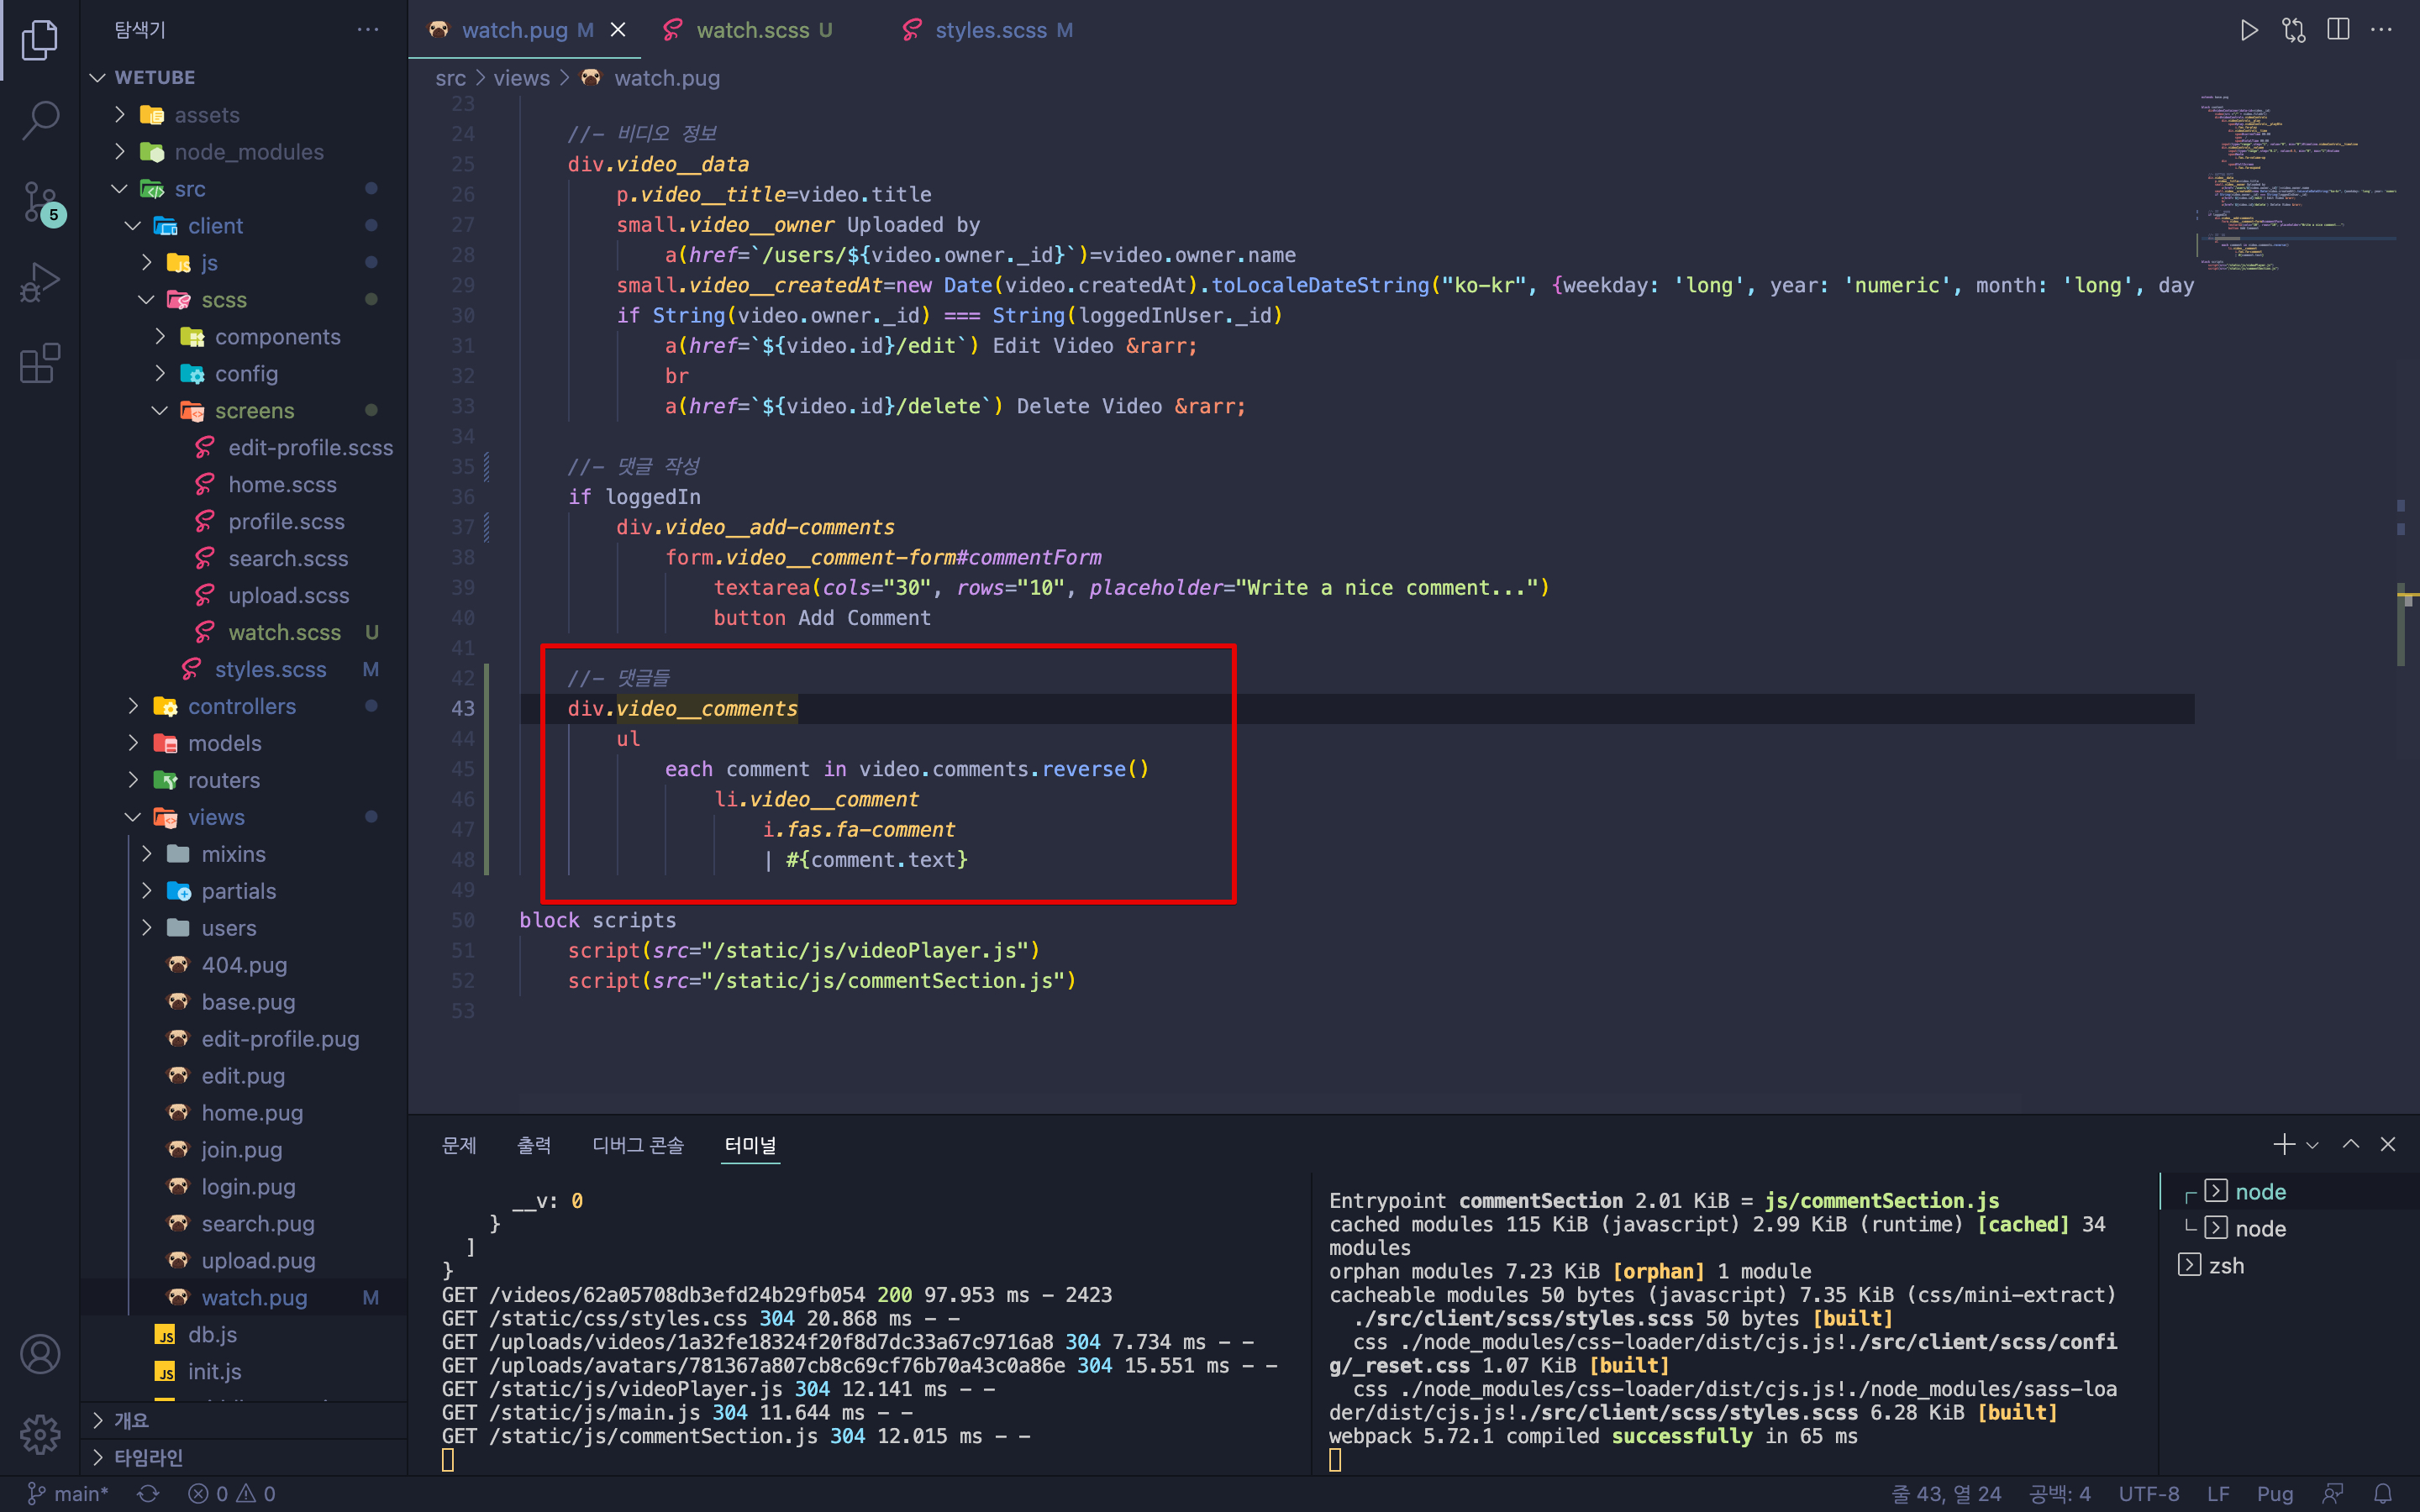 탐색기
WETUBE
assets
node_modules
src
client
js
scss
components
config
screens
edit-profile.scss
home.scss
profile.scss
search.scss
upload.scss
watch.scss U
styles.scss M
controllers
models
routers
views
mixins
partials
users
404.pug
base.pug
edit-profile.pug
edit.pug
home.pug
join.pug
login.pug
search.pug
upload.pug
watch.pug M
db.js
init.js
개요
타임라인
5
watch.pug M
watch.scss U
styles.scss M
src > views > watch.pug
23
24 //- 비디오 정보
25 div.video__data
26 p.video__title=video.title
27 small.video__owner Uploaded by
28 a(href=`/users/${video.owner._id}`)=video.owner.name
29 small.video__createdAt=new Date(video.createdAt).toLocaleDateString("ko-kr", {weekday: 'long', year: 'numeric', month: 'long', day
30 if String(video.owner._id) === String(loggedInUser._id)
31 a(href=`${video.id}/edit`) Edit Video &rarr;
32 br
33 a(href=`${video.id}/delete`) Delete Video &rarr;
34
35 //- 댓글 작성
36 if loggedIn
37 div.video__add-comments
38 form.video__comment-form#commentForm
39 textarea(cols="30", rows="10", placeholder="Write a nice comment...")
40 button Add Comment
41
42 //- 댓글들
43 div.video__comments
44 ul
45 each comment in video.comments.reverse()
46 li.video__comment
47 i.fas.fa-comment
48 | #{comment.text}
49
50 block scripts
51 script(src="/static/js/videoPlayer.js")
52 script(src="/static/js/commentSection.js")
53
문제 출력 디버그 콘솔 터미널
__v: 0
}
]
}
GET /videos/62a05708db3efd24b29fb054 200 97.953 ms - 2423
GET /static/css/styles.css 304 20.868 ms - -
GET /uploads/videos/1a32fe18324f20f8d7dc33a67c9716a8 304 7.734 ms - -
GET /uploads/avatars/781367a807cb8c69cf76b70a43c0a86e 304 15.551 ms - -
GET /static/js/videoPlayer.js 304 12.141 ms - -
GET /static/js/main.js 304 11.644 ms - -
GET /static/js/commentSection.js 304 12.015 ms - -
Entrypoint commentSection 2.01 KiB = js/commentSection.js
cached modules 115 KiB (javascript) 2.99 KiB (runtime) [cached] 34
modules
orphan modules 7.23 KiB [orphan] 1 module
cacheable modules 50 bytes (javascript) 7.35 KiB (css/mini-extract)
./src/client/scss/styles.scss 50 bytes [built]
css ./node_modules/css-loader/dist/cjs.js!./src/client/scss/confi
g/_reset.css 1.07 KiB [built]
css ./node_modules/css-loader/dist/cjs.js!./node_modules/sass-loa
der/dist/cjs.js!./src/client/scss/styles.scss 6.28 KiB [built]
webpack 5.72.1 compiled successfully in 65 ms
node
node
zsh
main* 0 0
줄 43, 열 24 공백: 4 UTF-8 LF Pug